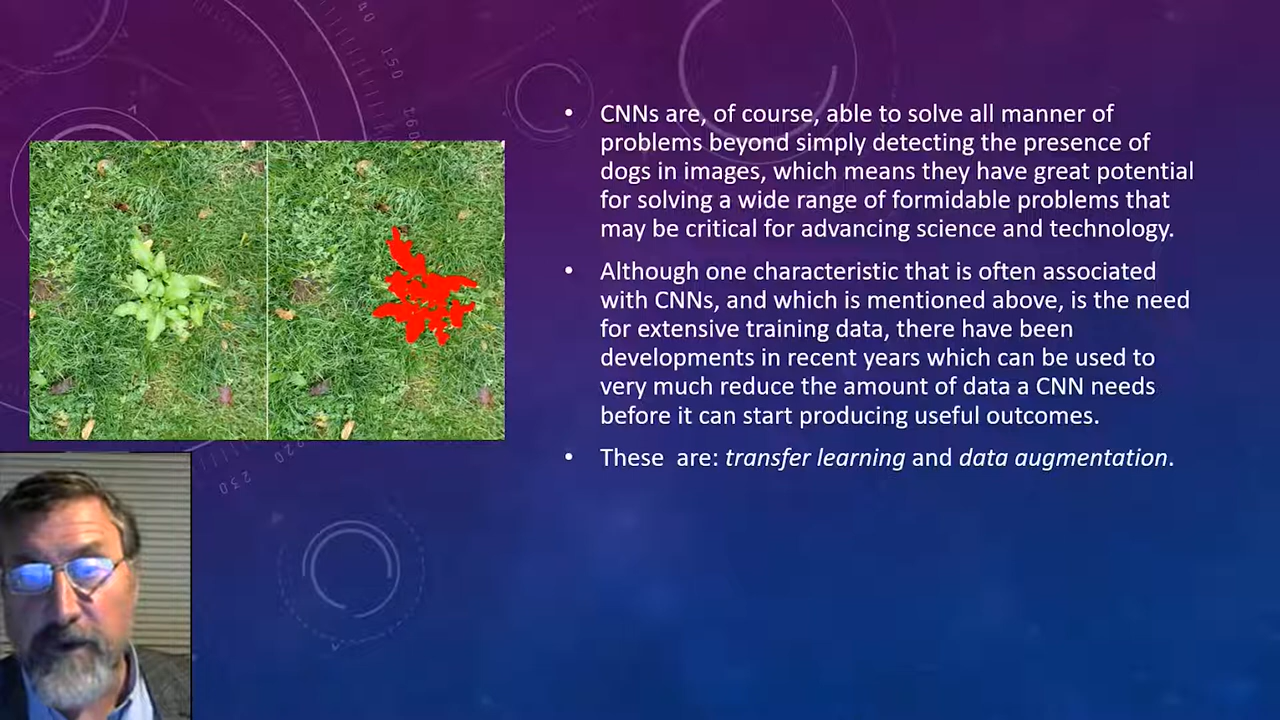 CNNs are, of course, able to solve all manner of
problems beyond simply detecting the presence of
dogs in images, which means they have great potential
for solving a wide range of formidable problems that
may be critical for advancing science and technology.
Although one characteristic that is often associated
with CNNs, and which is mentioned above, is the need
for extensive training data, there have been
developments in recent years which can be used to
very much reduce the amount of data a CNN needs
before it can start producing useful outcomes.
These are: transfer learning and data augmentation.
140
150
160
220
230